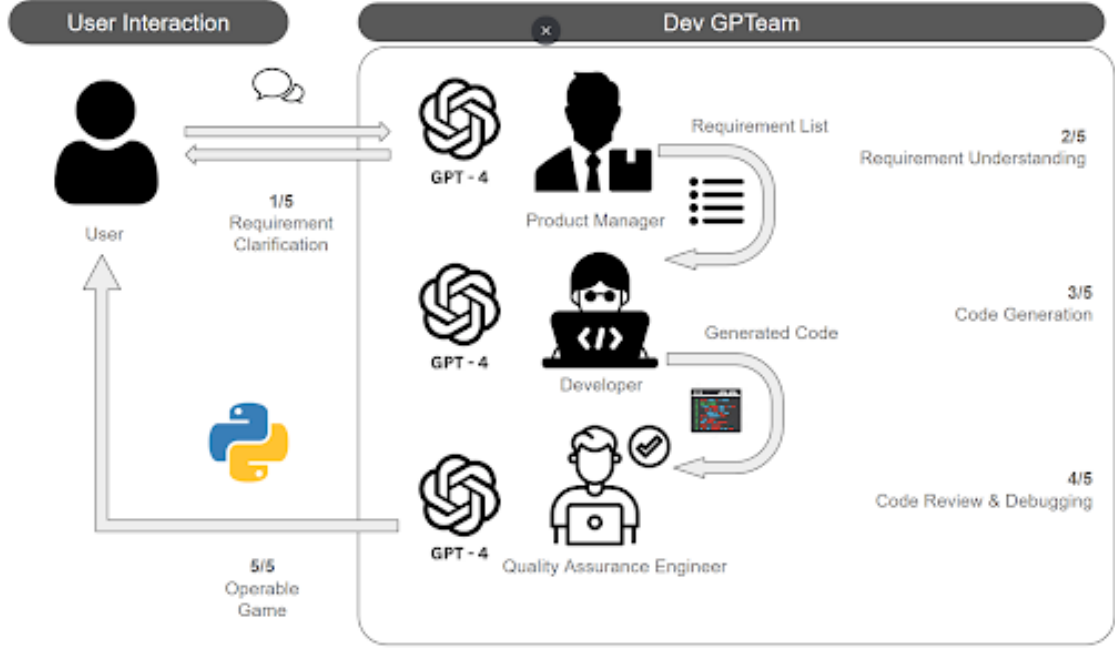 User Interaction
Dev GPTeam
GPT - 4
Product Manager
Requirement List
2/5
Requirement Understanding
User
1/5
Requirement
Clarification
GPT - 4
</>
Developer
Generated Code
3/5
Code Generation
GPT - 4
Quality Assurance Engineer
4/5
Code Review & Debugging
5/5
Operable
Game